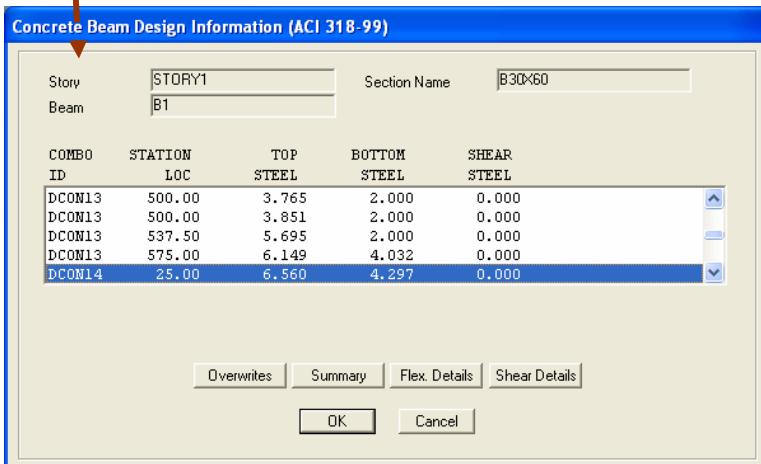 Concrete Beam Design Information (ACI 318-99)
Story STORY1 Section Name B30X60
Beam B1
COMBO STATION TOP BOTTOM SHEAR
ID LOC STEEL STEEL STEEL
DCON13 500.00 3.765 2.000 0.000
DCON13 500.00 3.851 2.000 0.000
DCON13 537.50 5.695 2.000 0.000
DCON13 575.00 6.149 4.032 0.000
DCON14 25.00 6.560 4.297 0.000
Overwrites Summary Flex. Details Shear Details
OK Cancel